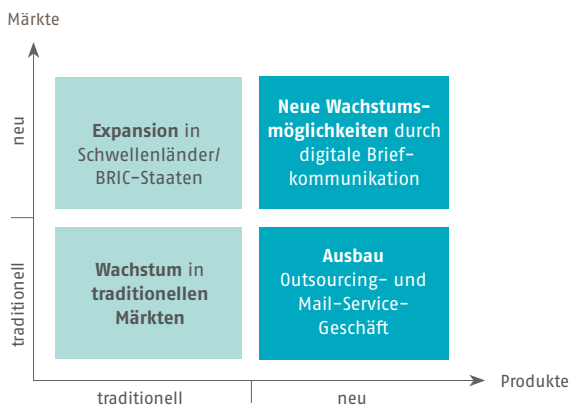 Märkte
neu
Expansion in
Schwellenländer/
BRIC-Staaten
Neue Wachstums-
möglichkeiten durch
digitale Brief-
kommunikation
traditionell
Wachstum in
traditionellen
Märkten
Ausbau
Outsourcing- und
Mail-Service-
Geschäft
Produkte
traditionell
neu